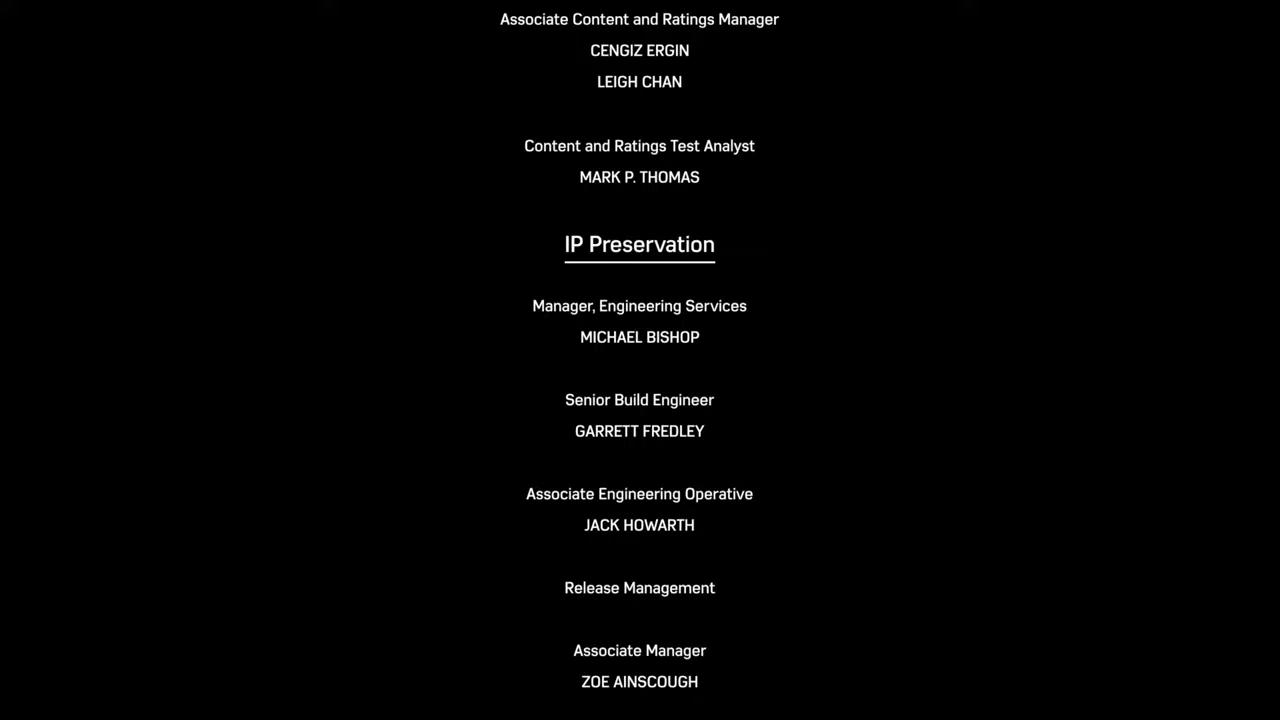 Associate Content and Ratings Manager
CENGIZ ERGIN
LEIGH CHAN
Content and Ratings Test Analyst
MARK P. THOMAS
IP Preservation
Manager, Engineering Services
MICHAEL BISHOP
Senior Build Engineer
GARRETT FREDLEY
Associate Engineering Operative
JACK HOWARTH
Release Management
Associate Manager
ZOE AINSCOUGH